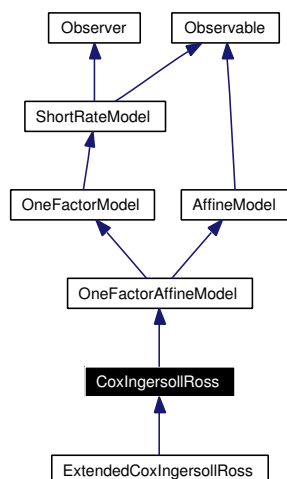 Observer
Observable
ShortRateModel
OneFactorModel
AffineModel
OneFactorAffineModel
CoxIngersollRoss
ExtendedCoxIngersollRoss